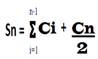 n-1
Sn = Σ Ci + Cn/2
i=1